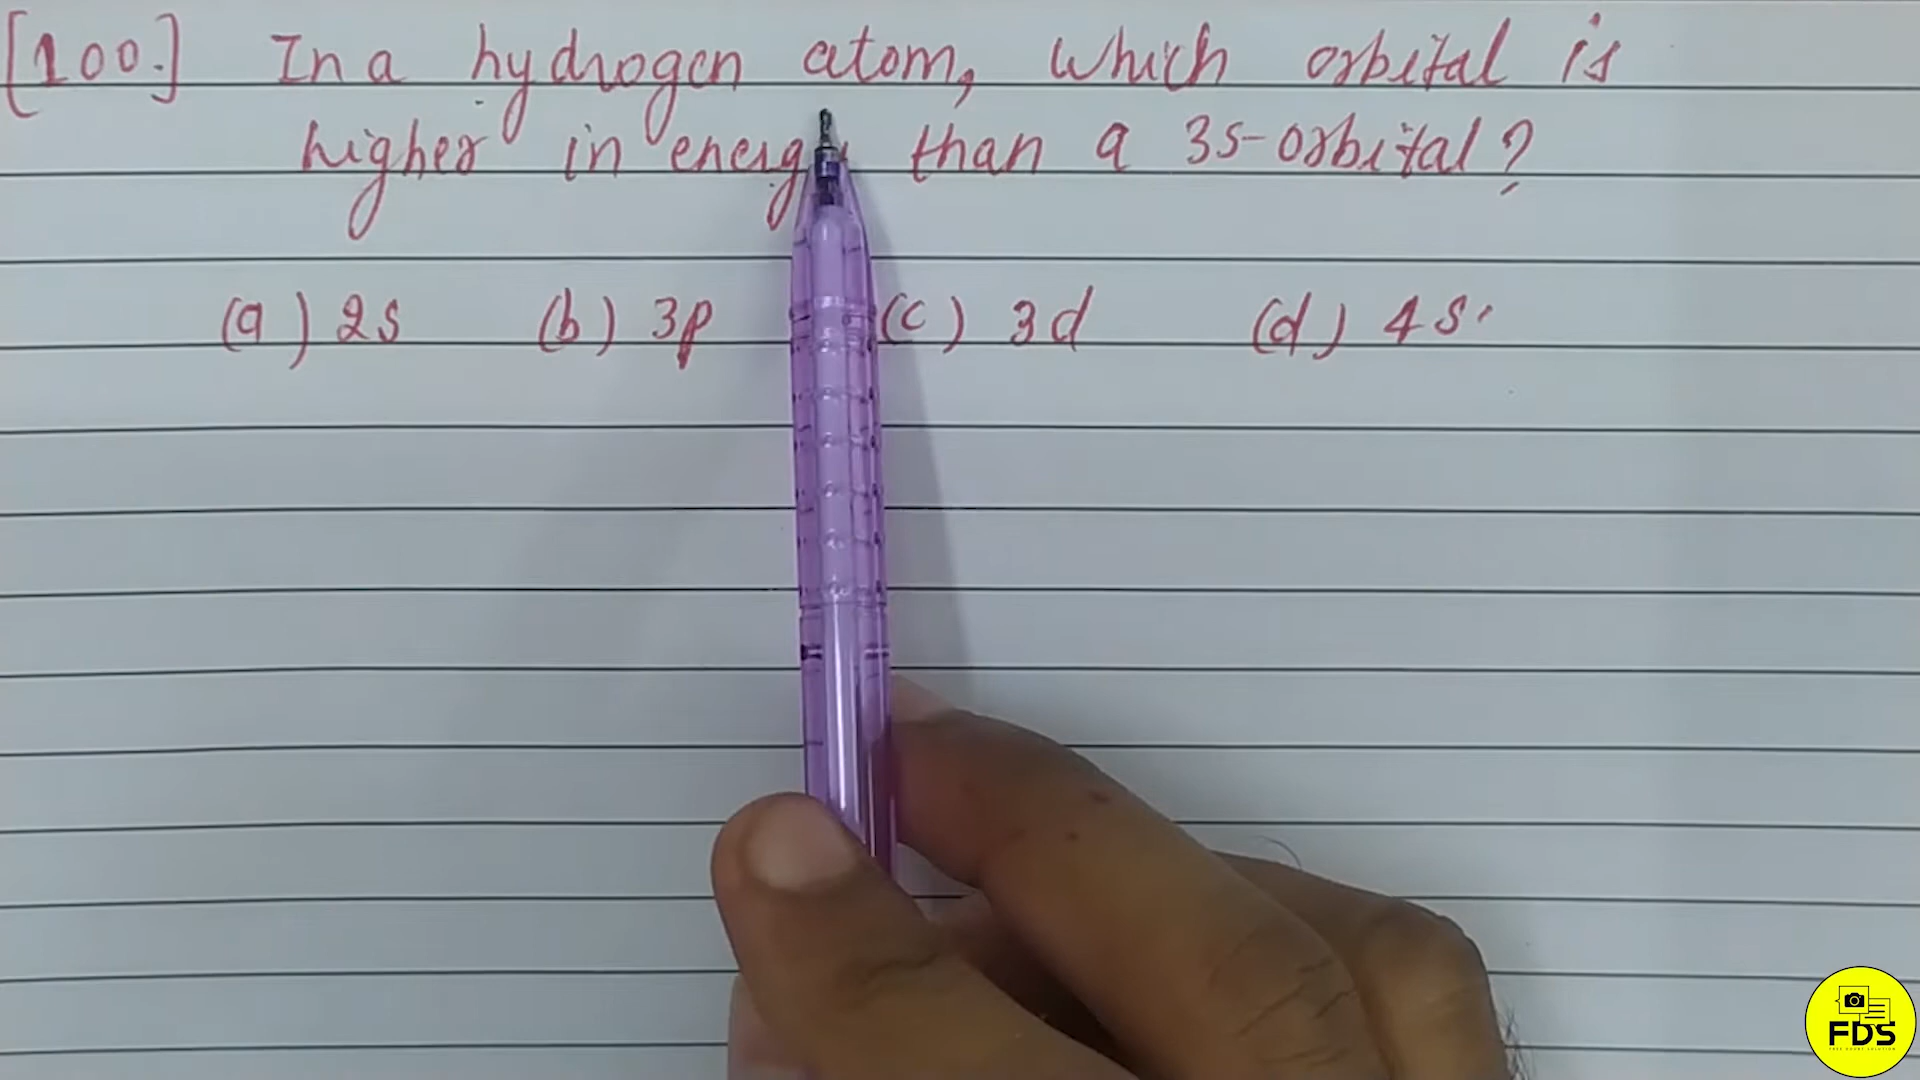 [100.] In a hydrogen atom, which orbital is
higher in energy than a 3s-orbital?
(a) 2s (b) 3p (c) 3d (d) 4s.
FDS